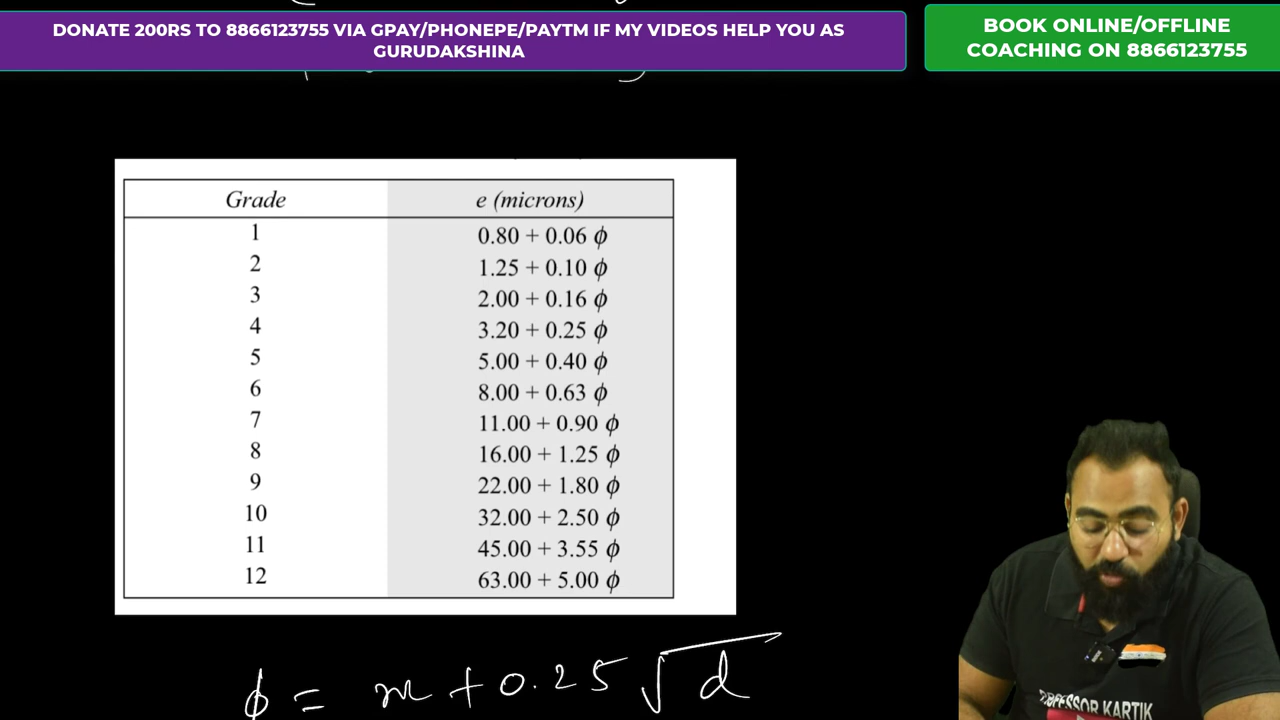 DONATE 200RS TO 8866123755 VIA GPAY/PHONEPE/PAYTM IF MY VIDEOS HELP YOU AS
GURUDAKSHINA
BOOK ONLINE/OFFLINE
COACHING ON 8866123755
Grade e (microns)
1 0.80 + 0.06 ϕ
2 1.25 + 0.10 ϕ
3 2.00 + 0.16 ϕ
4 3.20 + 0.25 ϕ
5 5.00 + 0.40 ϕ
6 8.00 + 0.63 ϕ
7 11.00 + 0.90 ϕ
8 16.00 + 1.25 ϕ
9 22.00 + 1.80 ϕ
10 32.00 + 2.50 ϕ
11 45.00 + 3.55 ϕ
12 63.00 + 5.00 ϕ
ϕ = m + 0.25 √d
PROFESSOR KARTIK